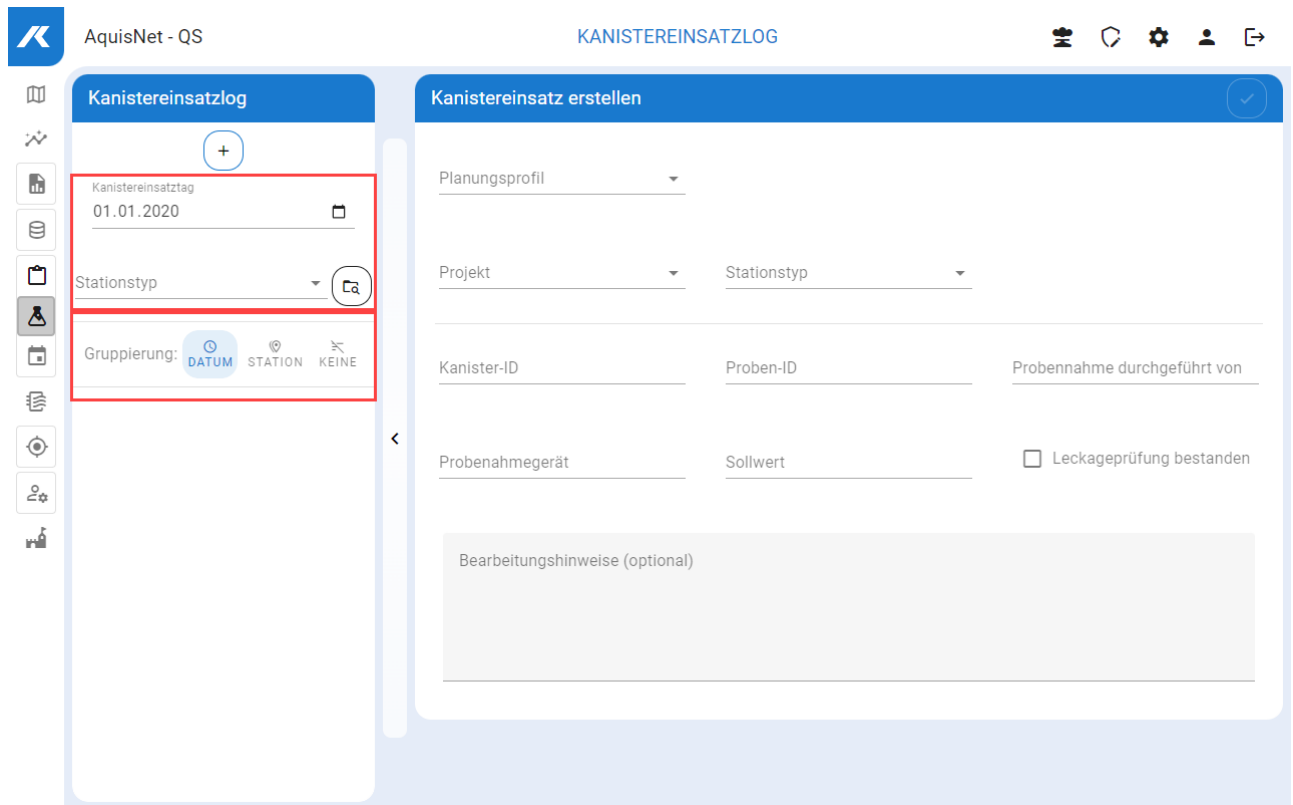 AquisNet - QS
KANISTEREINSATZLOG
Kanistereinsatzlog
+
Kanistereinsatztag
01.01.2020
Stationstyp
Gruppierung: DATUM STATION KEINE
Kanistereinsatz erstellen
Planungsprofil
Projekt Stationstyp
Kanister-ID Proben-ID Probennahme durchgeführt von
Probenahmegerät Sollwert Leckageprüfung bestanden
Bearbeitungshinweise (optional)